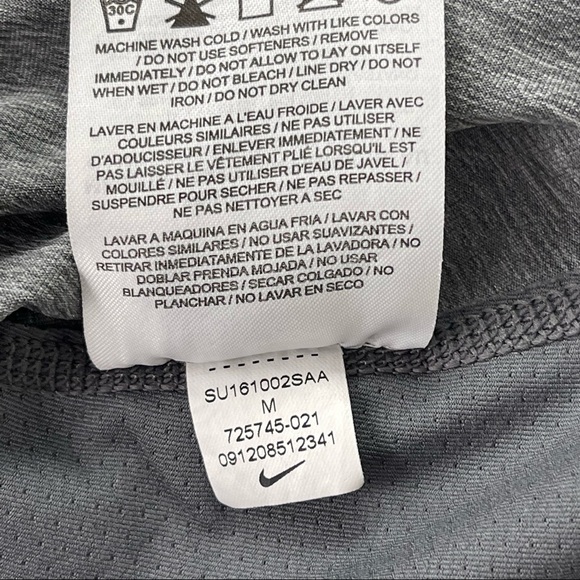 30C
MACHINE WASH COLD / WASH WITH LIKE COLORS
/ DO NOT USE SOFTENERS / REMOVE
IMMEDIATELY / DO NOT ALLOW TO LAY ON ITSELF
WHEN WET / DO NOT BLEACH / LINE DRY / DO NOT
IRON / DO NOT DRY CLEAN
LAVER EN MACHINE A L'EAU FROIDE / LAVER AVEC
COULEURS SIMILAIRES / NE PAS UTILISER
D'ADOUCISSEUR / ENLEVER IMMEDIATEMENT / NE
PAS LAISSER LE VÊTEMENT PLIÉ LORSQU'IL EST
MOUILLÉ / NE PAS UTILISER D'EAU DE JAVEL /
SUSPENDRE POUR SECHER / NE PAS REPASSER /
NE PAS NETTOYER A SEC
LAVAR A MAQUINA EN AGUA FRIA / LAVAR CON
COLORES SIMILARES / NO USAR SUAVIZANTES /
RETIRAR INMEDIATAMENTE DE LA LAVADORA / NO
DOBLAR PRENDA MOJADA / NO USAR
BLANQUEADORES / SECAR COLGADO / NO
PLANCHAR / NO LAVAR EN SECO
SU161002SAA
M
725745-021
091208512341